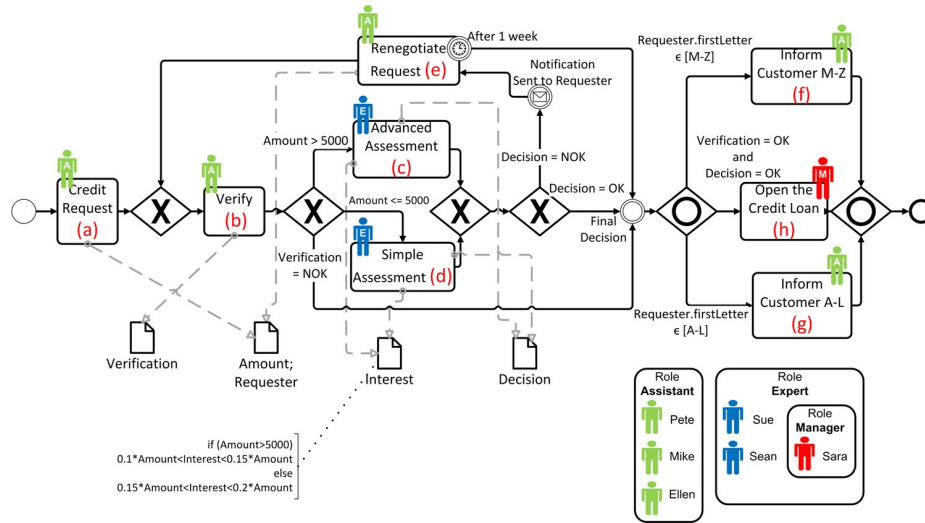 After 1 week
Renegotiate
Request (e)
A
Notification
Sent to Requester
Requester.firstLetter
ϵ [M-Z]
A
Inform
Customer M-Z
(f)
E
Advanced
Assessment
(c)
Amount > 5000
Decision = NOK
Verification = OK
and
Decision = OK
A
Credit
Request
(a)
X
A
Verify
(b)
X
Amount <= 5000
X
X
Decision = OK
Final
Decision
M
Open the
Credit Loan
(h)
E
Simple
Assessment (d)
Verification
= NOK
Requester.firstLetter
ϵ [A-L]
A
Inform
Customer A-L
(g)
Verification
Amount;
Requester
Interest
Decision
if (Amount>5000)
0.1*Amount<Interest<0.15*Amount
else
0.15*Amount<Interest<0.2*Amount
Role
Assistant
Pete
Mike
Ellen
Role
Expert
Sue
Sean
Role
Manager
Sara